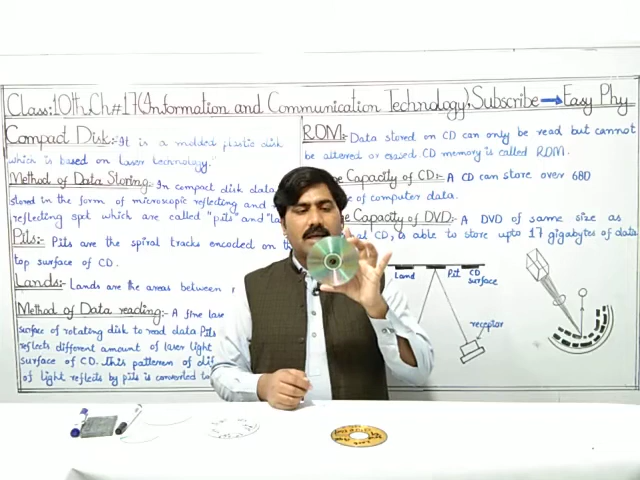 Class:10th,Ch#17(Information and Communication Technology),Subscribe → Easy Phy
Compact Disk:- It is a molded plastic disk
which is based on laser technology.
Method of Data Storing:- In compact disk data
stored in the form of microscopic reflecting and
reflecting spot which are called "pits" and "la
Pits:- Pits are the spiral tracks encoded on th
top surface of CD.
Lands:- Lands are the areas between
Method of Data reading:- A fine las
surface of rotating disk to read data Pits
reflects different amount of laser light
surface of CD. This patteren of dif
of light reflects by pits is converted to
ROM:- Data stored on CD can only be read but cannot
be altered or erased CD memory is called ROM.
ge Capacity of CD:- A CD can store over 680
of computer data.
ge Capacity of DVD:- A DVD of same size as
nal CD, is able to store upto 17 gigabytes of data
Land Pit CD
surface
receptor